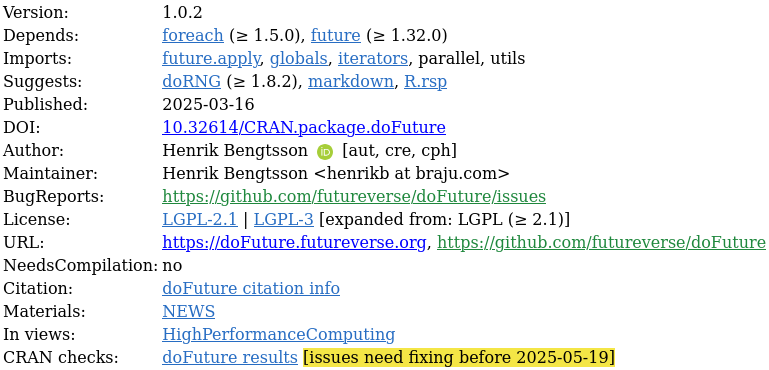 Version: 1.0.2
Depends: foreach (≥ 1.5.0), future (≥ 1.32.0)
Imports: future.apply, globals, iterators, parallel, utils
Suggests: doRNG (≥ 1.8.2), markdown, R.rsp
Published: 2025-03-16
DOI: 10.32614/CRAN.package.doFuture
Author: Henrik Bengtsson iD [aut, cre, cph]
Maintainer: Henrik Bengtsson <henrikb at braju.com>
BugReports: https://github.com/futureverse/doFuture/issues
License: LGPL-2.1 | LGPL-3 [expanded from: LGPL (≥ 2.1)]
URL: https://doFuture.futureverse.org, https://github.com/futureverse/doFuture
NeedsCompilation: no
Citation: doFuture citation info
Materials: NEWS
In views: HighPerformanceComputing
CRAN checks: doFuture results [issues need fixing before 2025-05-19]